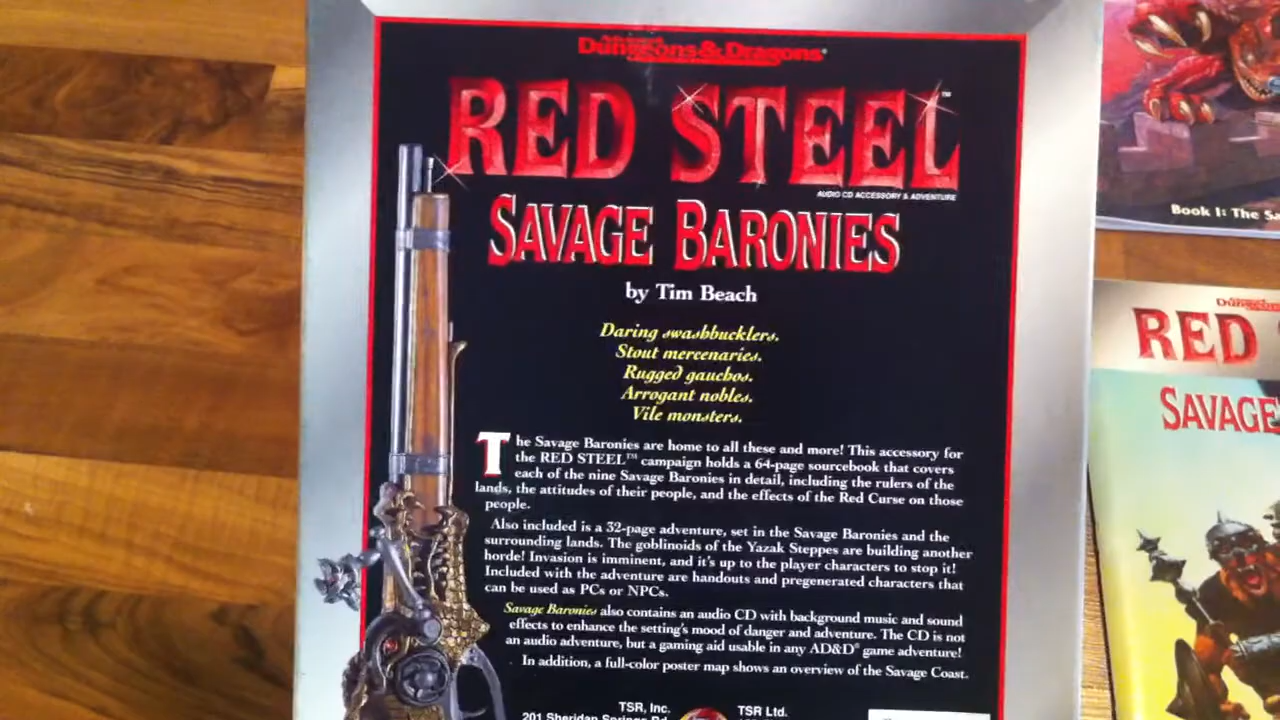 Dungeons & Dragons®
RED STEEL™
AUDIO CD ACCESSORY & ADVENTURE
SAVAGE BARONIES
by Tim Beach
Daring swashbucklers.
Stout mercenaries.
Rugged gauchos.
Arrogant nobles.
Vile monsters.
The Savage Baronies are home to all these and more! This accessory for
the RED STEEL™ campaign holds a 64-page sourcebook that covers
each of the nine Savage Baronies in detail, including the rulers of the
lands, the attitudes of their people, and the effects of the Red Curse on those
people.
Also included is a 32-page adventure, set in the Savage Baronies and the
surrounding lands. The goblinoids of the Yazak Steppes are building another
horde! Invasion is imminent, and it's up to the player characters to stop it!
Included with the adventure are handouts and pregenerated characters that
can be used as PCs or NPCs.
Savage Baronies also contains an audio CD with background music and sound
effects to enhance the setting's mood of danger and adventure. The CD is not
an audio adventure, but a gaming aid usable in any AD&D® game adventure!
In addition, a full-color poster map shows an overview of the Savage Coast.
TSR, Inc.
201 Sheridan Springs Rd.
TSR Ltd.
Book I: The
RED
SAVAGE